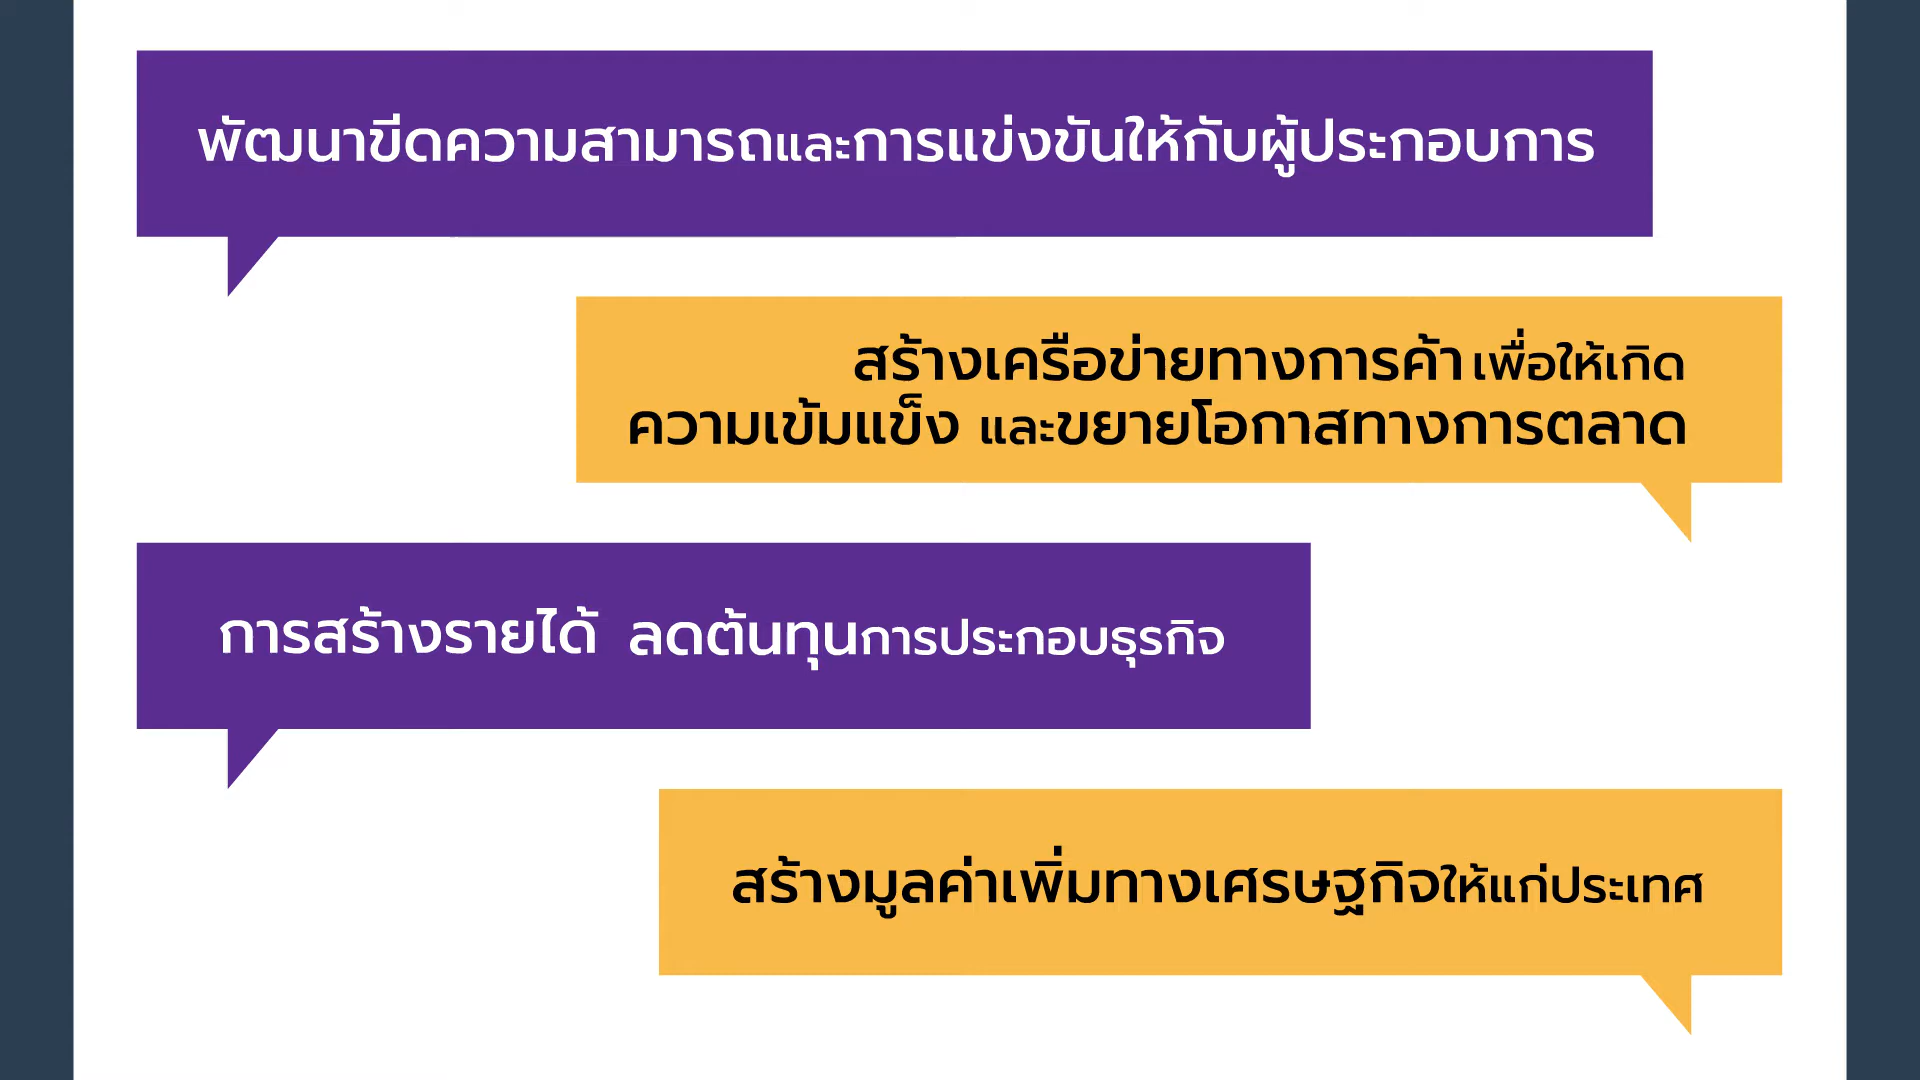 พัฒนาขีดความสามารถและการแข่งขันให้กับผู้ประกอบการ
สร้างเครือข่ายทางการค้า เพื่อให้เกิด
ความเข้มแข็ง และขยายโอกาสทางการตลาด
การสร้างรายได้ ลดต้นทุนการประกอบธุรกิจ
สร้างมูลค่าเพิ่มทางเศรษฐกิจให้แก่ประเทศ